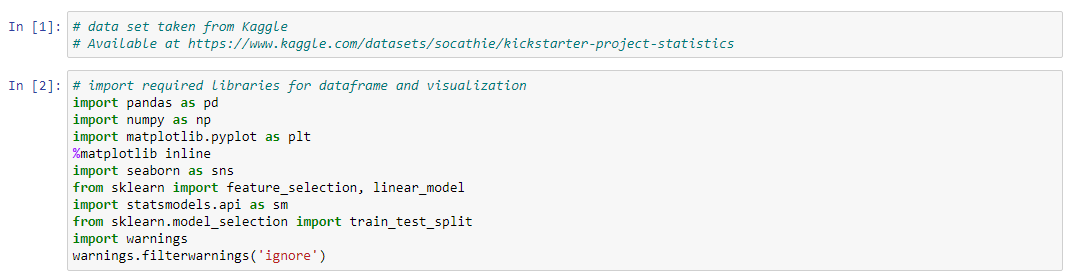 In [1]: # data set taken from Kaggle
# Available at https://www.kaggle.com/datasets/socathie/kickstarter-project-statistics
In [2]: # import required libraries for dataframe and visualization
import pandas as pd
import numpy as np
import matplotlib.pyplot as plt
%matplotlib inline
import seaborn as sns
from sklearn import feature_selection, linear_model
import statsmodels.api as sm
from sklearn.model_selection import train_test_split
import warnings
warnings.filterwarnings('ignore')